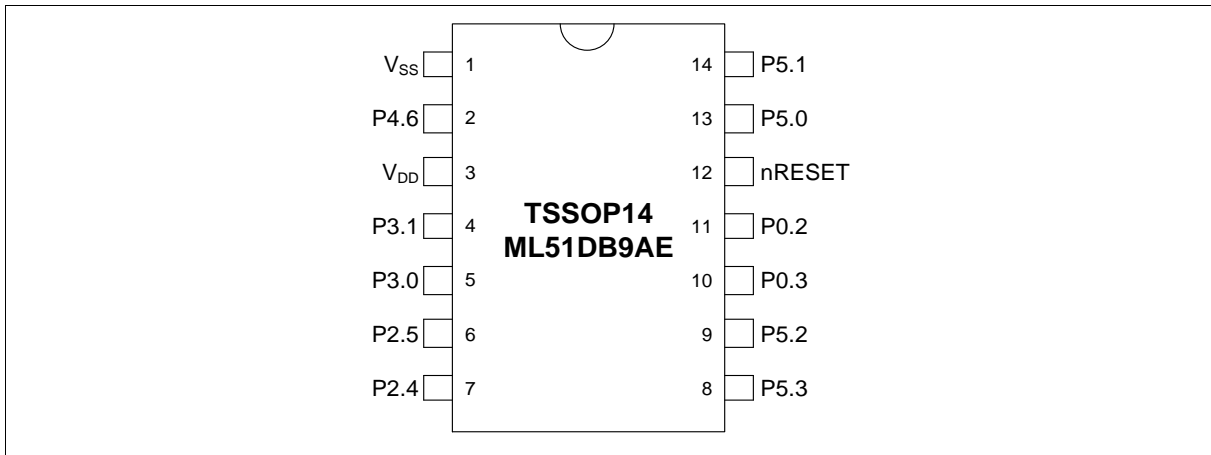 V_SS 1 14 P5.1
P4.6 2 13 P5.0
V_DD 3 12 nRESET
TSSOP14
P3.1 4 11 P0.2
ML51DB9AE
P3.0 5 10 P0.3
P2.5 6 9 P5.2
P2.4 7 8 P5.3